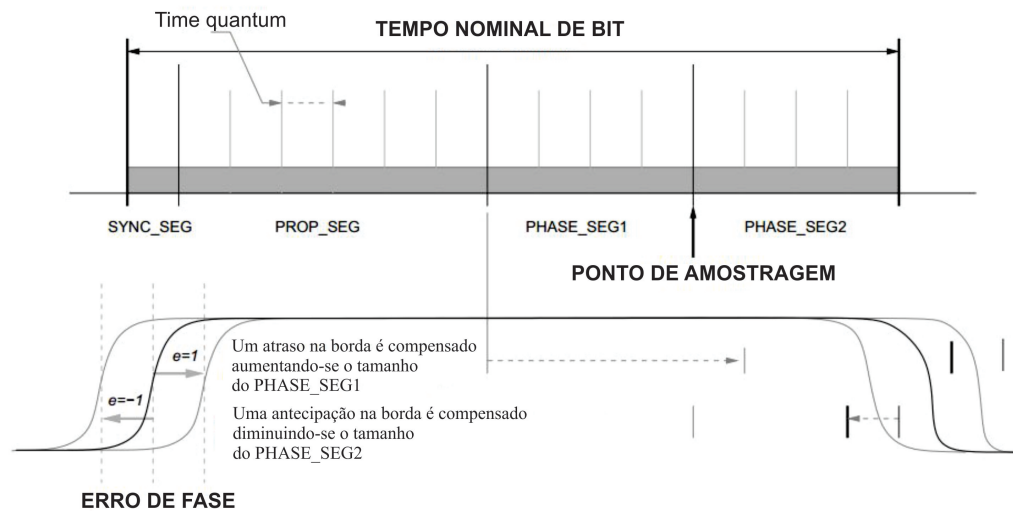 Time quantum
TEMPO NOMINAL DE BIT
SYNC_SEG
PROP_SEG
PHASE_SEG1
PHASE_SEG2
PONTO DE AMOSTRAGEM
e=1
e=−1
Um atraso na borda é compensado
aumentando-se o tamanho
do PHASE_SEG1
Uma antecipação na borda é compensado
diminuindo-se o tamanho
do PHASE_SEG2
ERRO DE FASE